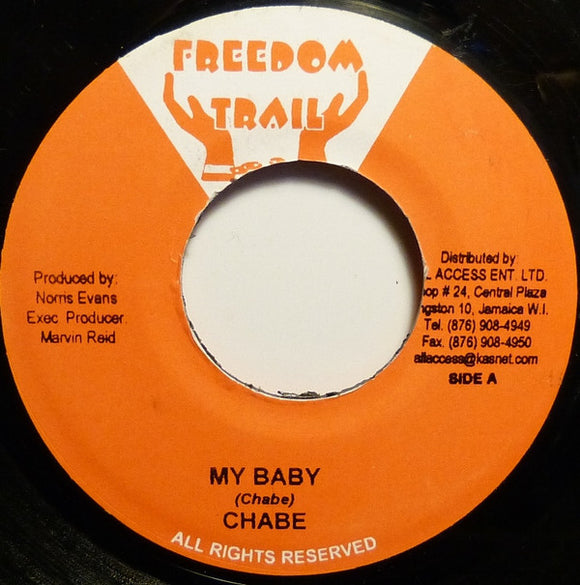 FREEDOM
TRAIL
Produced by:
Norris Evans
Exec Producer.
Marvin Reid
Distributed by:
L ACCESS ENT. LTD.
op # 24, Central Plaza
ngston 10, Jamaica W.I.
Tel. (876) 908-4949
Fax. (876) 908-4950
allaccess@kasnet.com
SIDE A
MY BABY
(Chabe)
CHABE
ALL RIGHTS RESERVED